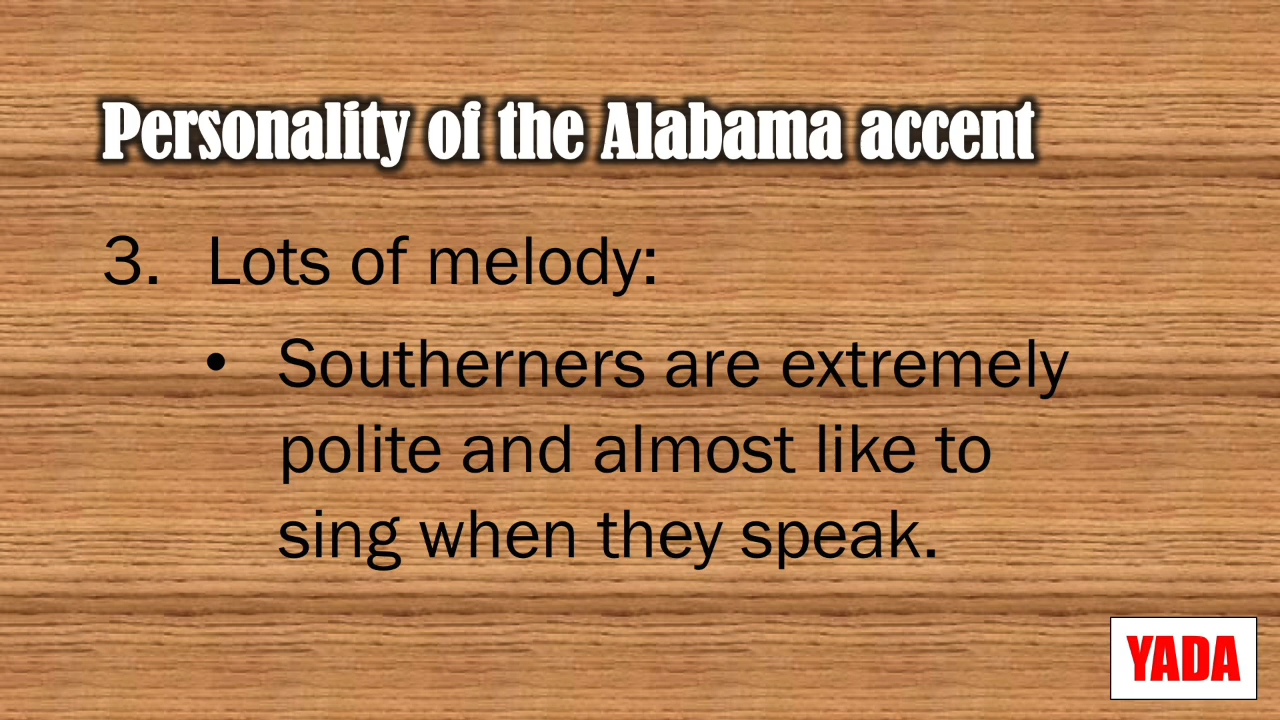 Personality of the Alabama accent
3. Lots of melody:
• Southerners are extremely
polite and almost like to
sing when they speak.
YADA